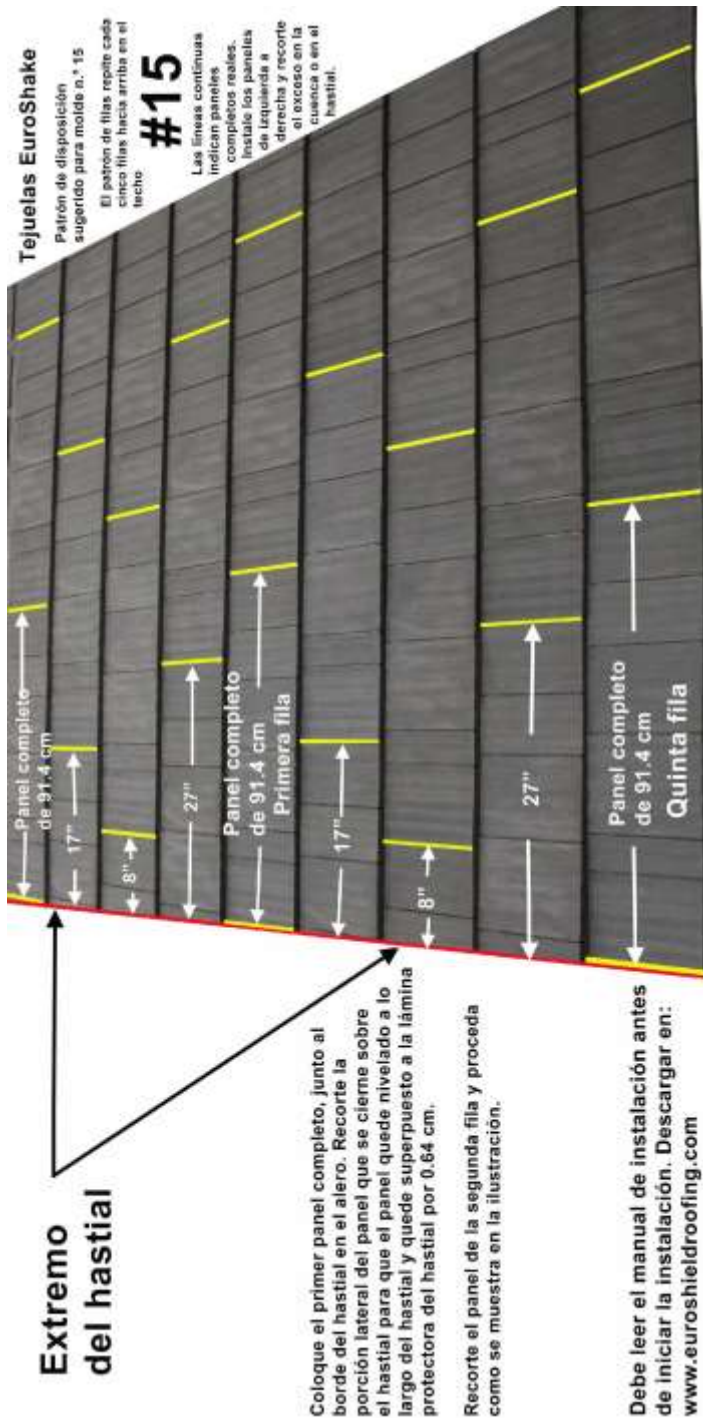 Tejuelas EuroShake
Patrón de disposición
sugerido para molde n.° 15
El patrón de filas repite cada
cinco filas hacia arriba en el
techo
#15
Las líneas continuas
indican paneles
completos reales.
Instale los paneles
de izquierda a
derecha y recorte
el exceso en la
cuenca o en el
hastial.
Extremo
del hastial
Panel completo
de 91.4 cm
17"
8"
27"
Panel completo
de 91.4 cm
Primera fila
17"
8"
27"
Panel completo
de 91.4 cm
Quinta fila
Coloque el primer panel completo, junto al
borde del hastial en el alero. Recorte la
porción lateral del panel que se cierne sobre
el hastial para que el panel quede nivelado a lo
largo del hastial y quede superpuesto a la lámina
protectora del hastial por 0.64 cm.
Recorte el panel de la segunda fila y proceda
como se muestra en la ilustración.
Debe leer el manual de instalación antes
de iniciar la instalación. Descargar en:
www.euroshieldroofing.com